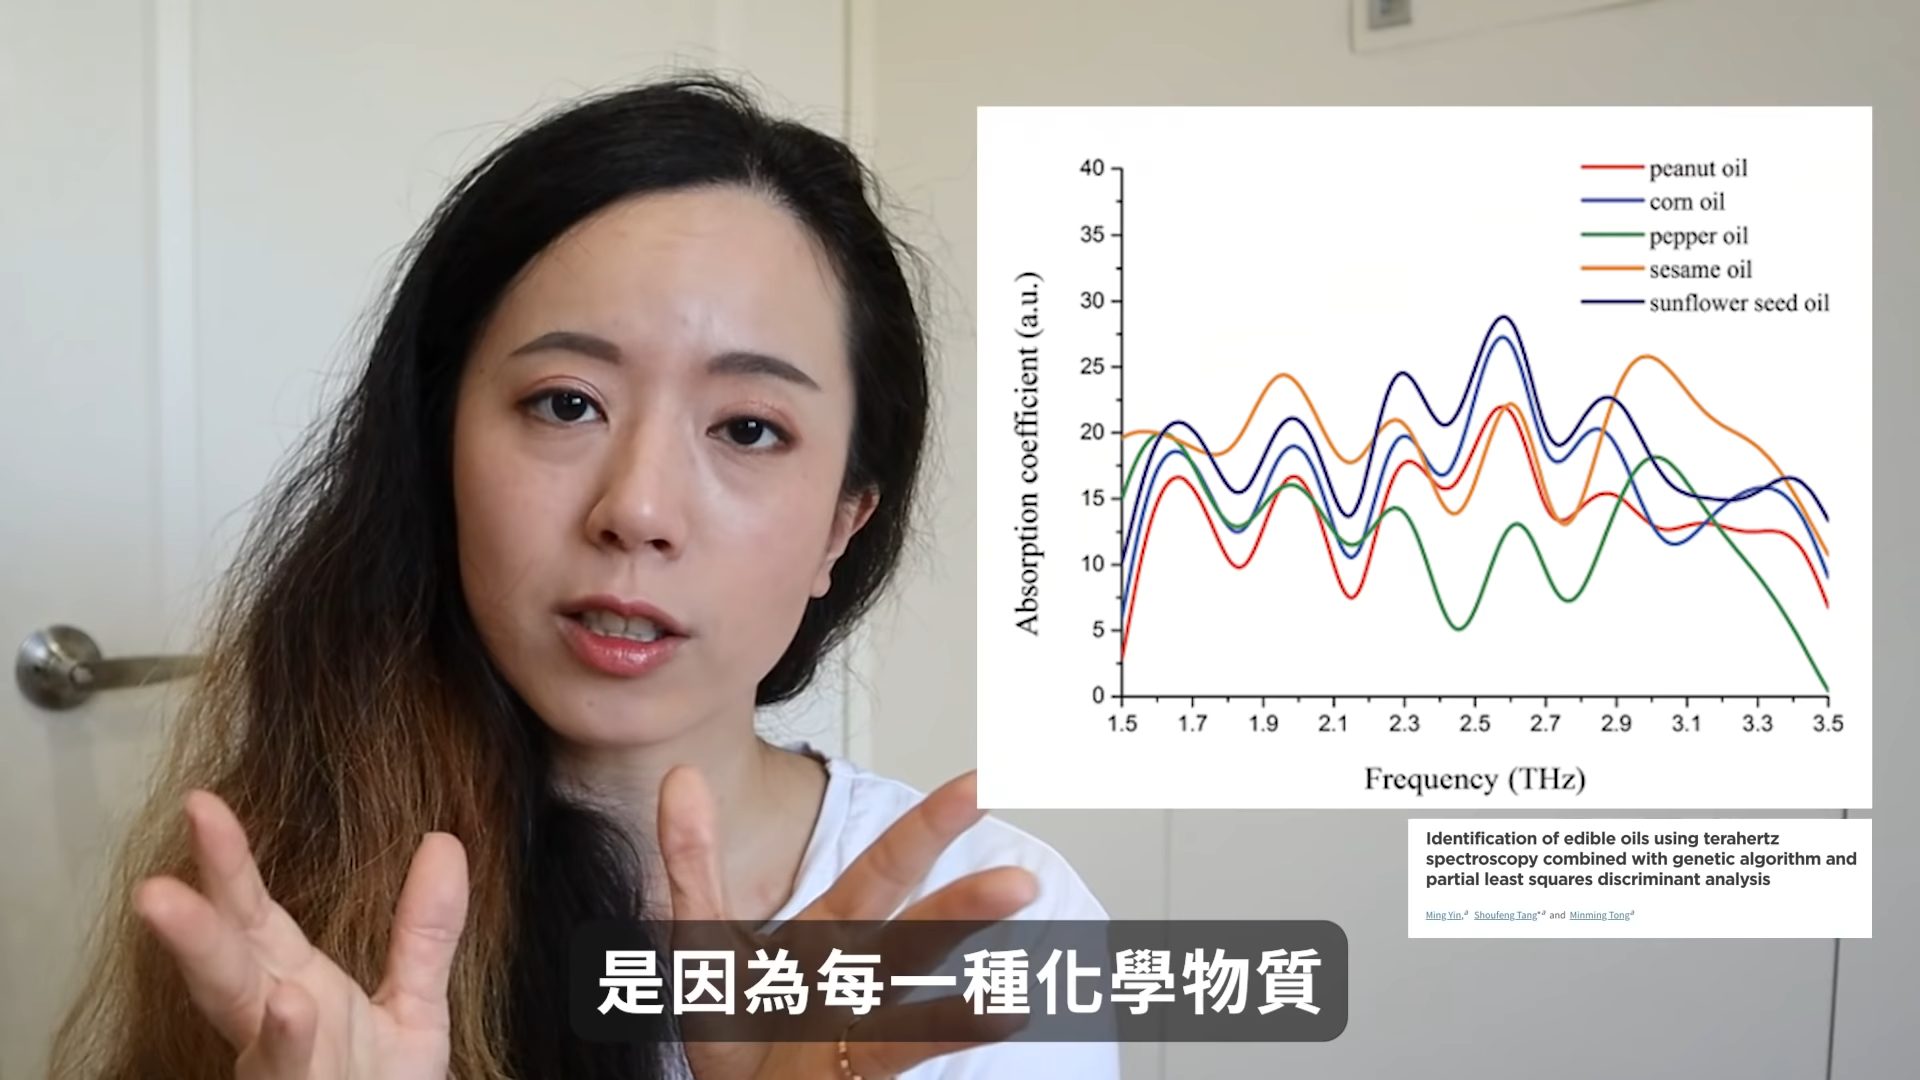 40
35
30
25
20
15
10
5
0
Absorption coefficient (a.u.)
peanut oil
corn oil
pepper oil
sesame oil
sunflower seed oil
1.5 1.7 1.9 2.1 2.3 2.5 2.7 2.9 3.1 3.3 3.5
Frequency (THz)
Identification of edible oils using terahertz
spectroscopy combined with genetic algorithm and
partial least squares discriminant analysis
Ming Yin,ª Shoufeng Tang*ª and Minming Tongª
是因為每一種化學物質